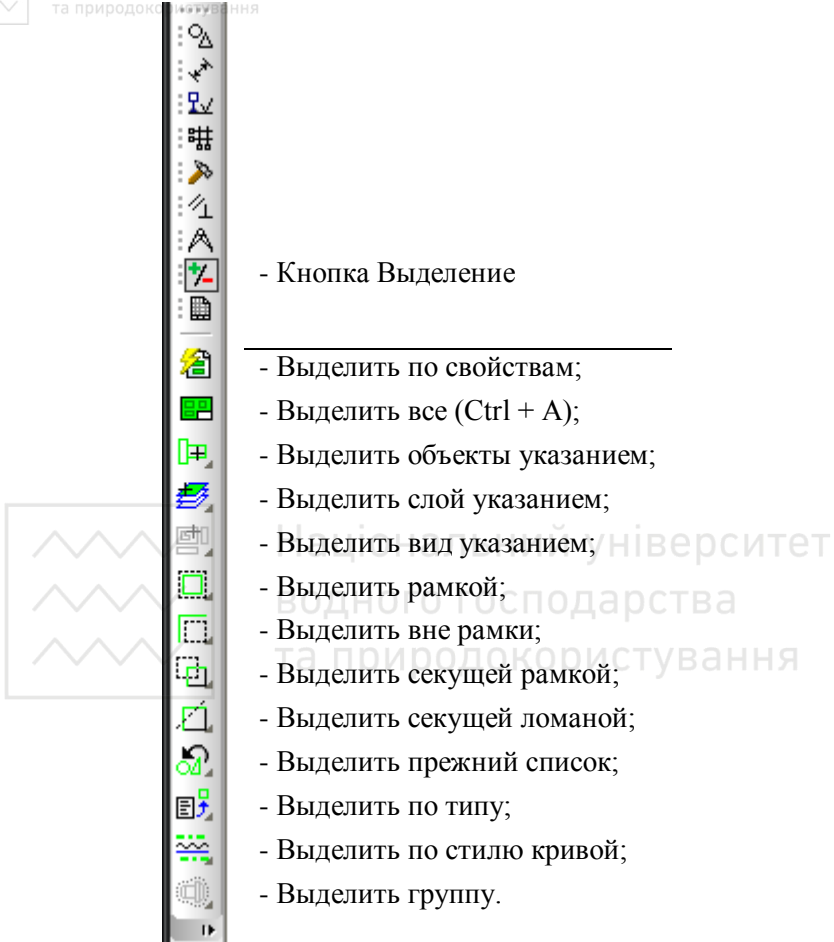 та природокористування
- Кнопка Выделение
- Выделить по свойствам;
- Выделить все (Ctrl + A);
- Выделить объекты указанием;
- Выделить слой указанием;
- Выделить вид указанием;
Національний університет
- Выделить рамкой;
водного господарства
- Выделить вне рамки;
та природокористування
- Выделить секущей рамкой;
- Выделить секущей ломаной;
- Выделить прежний список;
- Выделить по типу;
- Выделить по стилю кривой;
- Выделить группу.